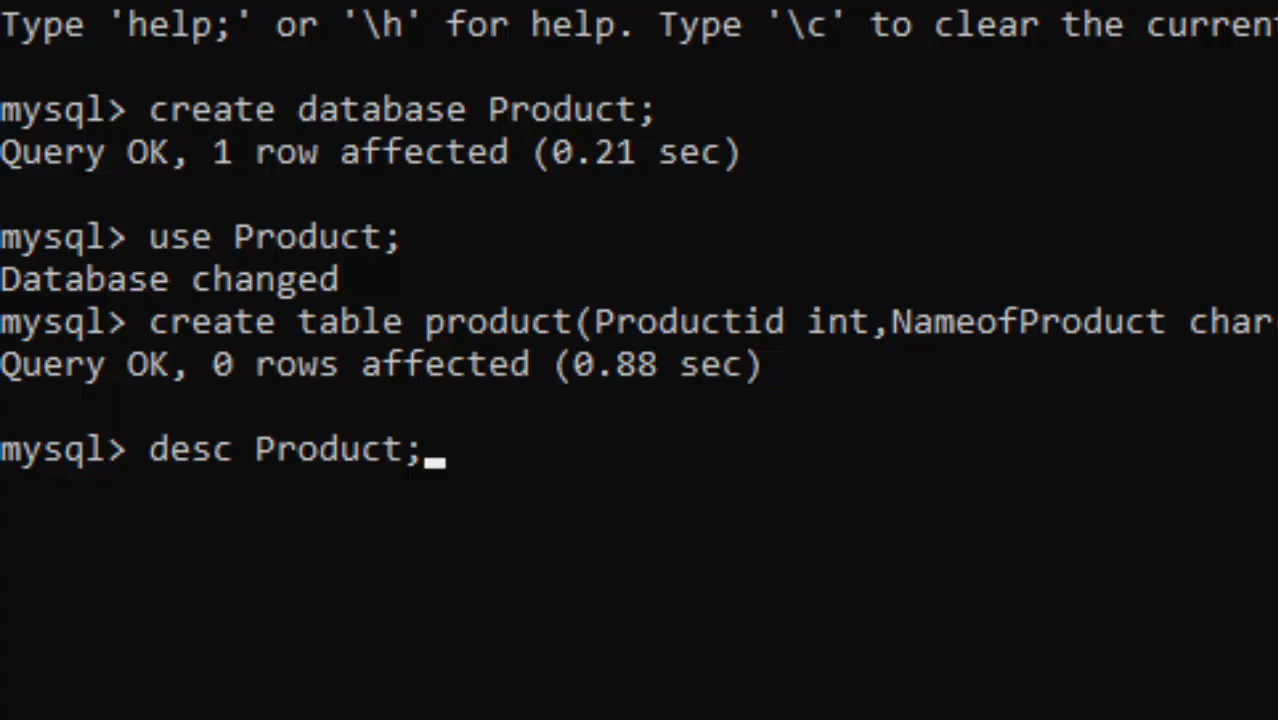 Type 'help;' or '\h' for help. Type '\c' to clear the curren
mysql> create database Product;
Query OK, 1 row affected (0.21 sec)
mysql> use Product;
Database changed
mysql> create table product(Productid int,NameofProduct char
Query OK, 0 rows affected (0.88 sec)
mysql> desc Product;